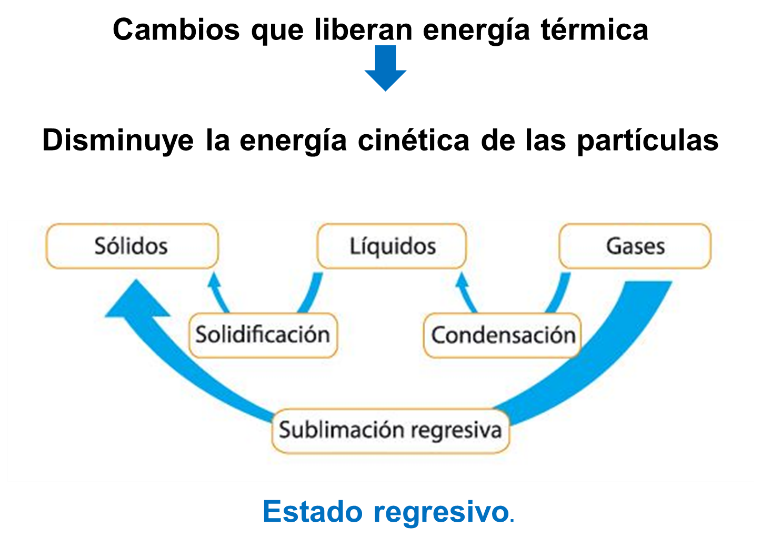 Cambios que liberan energía térmica
Disminuye la energía cinética de las partículas
Sólidos
Líquidos
Gases
Solidificación
Condensación
Sublimación regresiva
Estado regresivo.